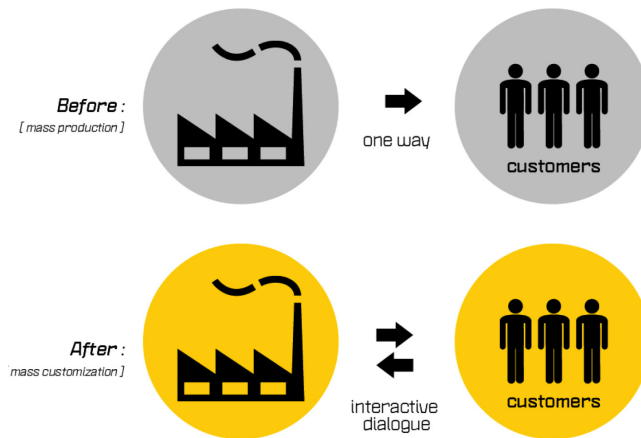 Before :
[ mass production ]
one way
customers
After :
[ mass customization ]
interactive
dialogue
customers